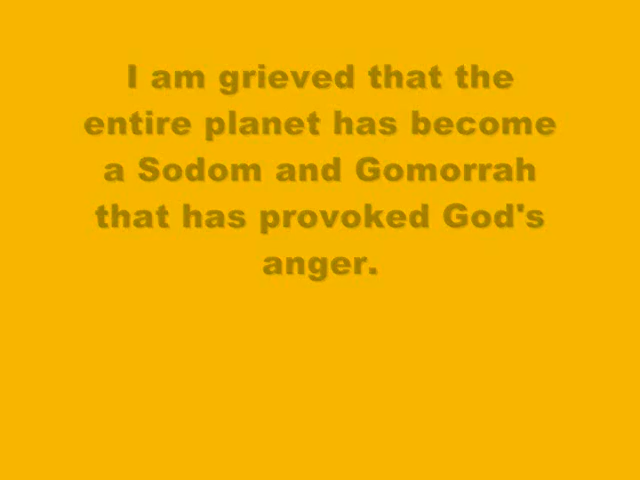 I am grieved that the
entire planet has become
a Sodom and Gomorrah
that has provoked God's
anger.